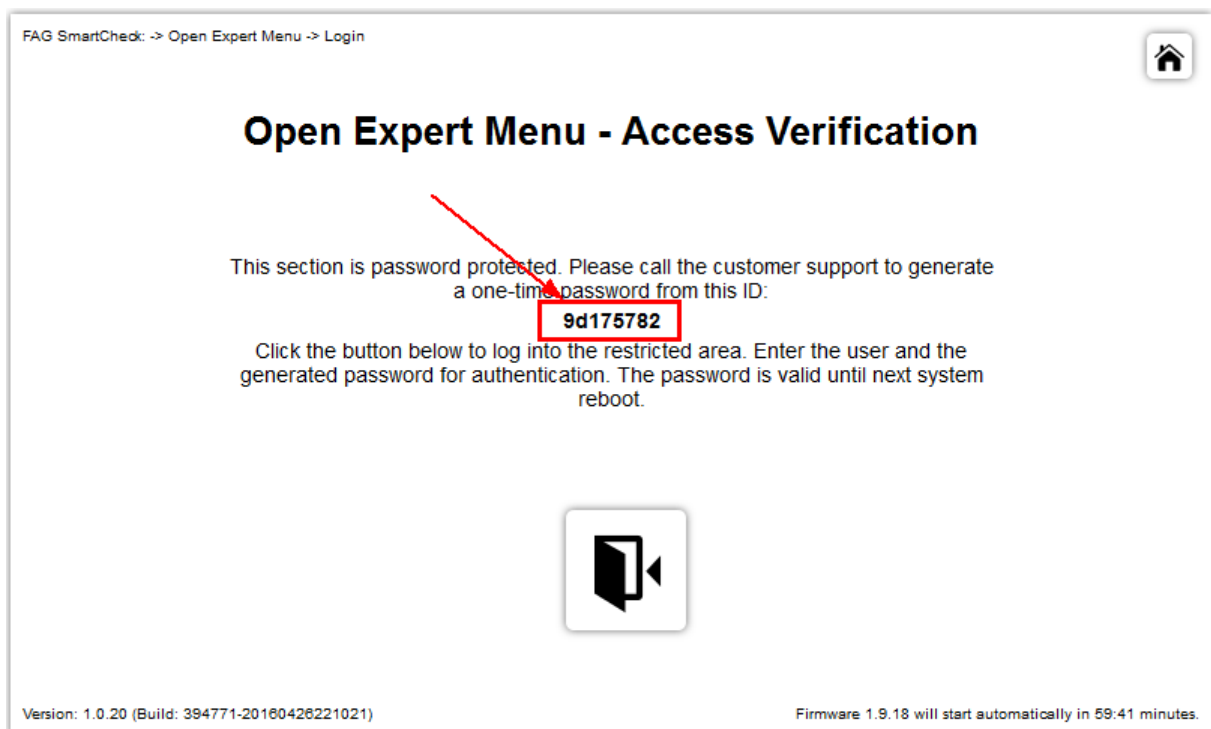 FAG SmartCheck: -> Open Expert Menu -> Login
Open Expert Menu - Access Verification
This section is password protected. Please call the customer support to generate
a one-time password from this ID:
9d175782
Click the button below to log into the restricted area. Enter the user and the
generated password for authentication. The password is valid until next system
reboot.
Version: 1.0.20 (Build: 394771-20160426221021)
Firmware 1.9.18 will start automatically in 59:41 minutes.